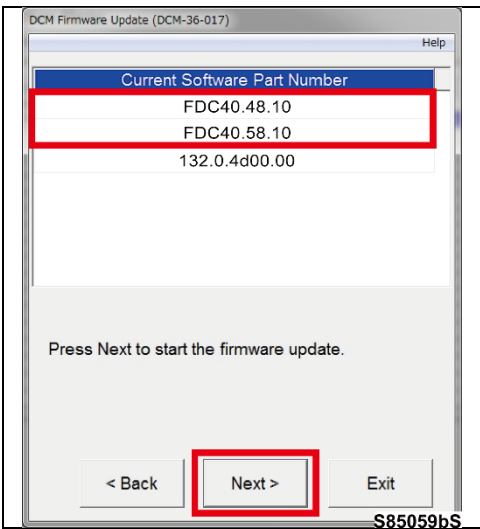 DCM Firmware Update (DCM-36-017)
Help
Current Software Part Number
FDC40.48.10
FDC40.58.10
132.0.4d00.00
Press Next to start the firmware update.
< Back Next > Exit
S85059bS